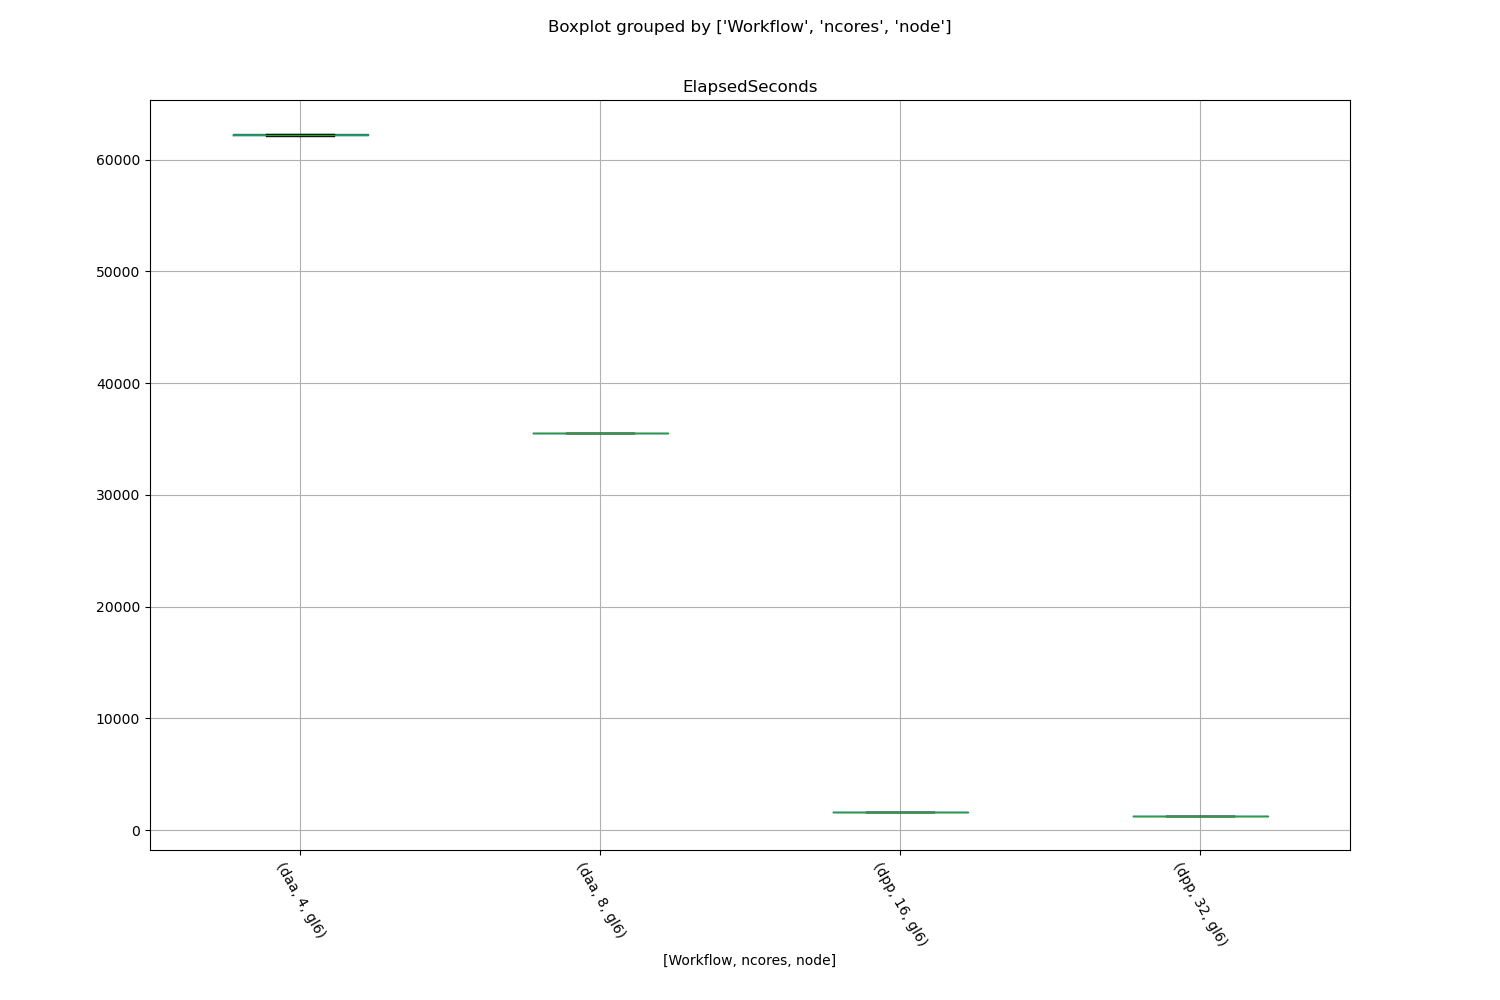 Boxplot grouped by ['Workflow', 'ncores', 'node']
ElapsedSeconds
60000
50000
40000
30000
20000
10000
0
(daa, 4, gl6)
(daa, 8, gl6)
(dpp, 16, gl6)
(dpp, 32, gl6)
[Workflow, ncores, node]